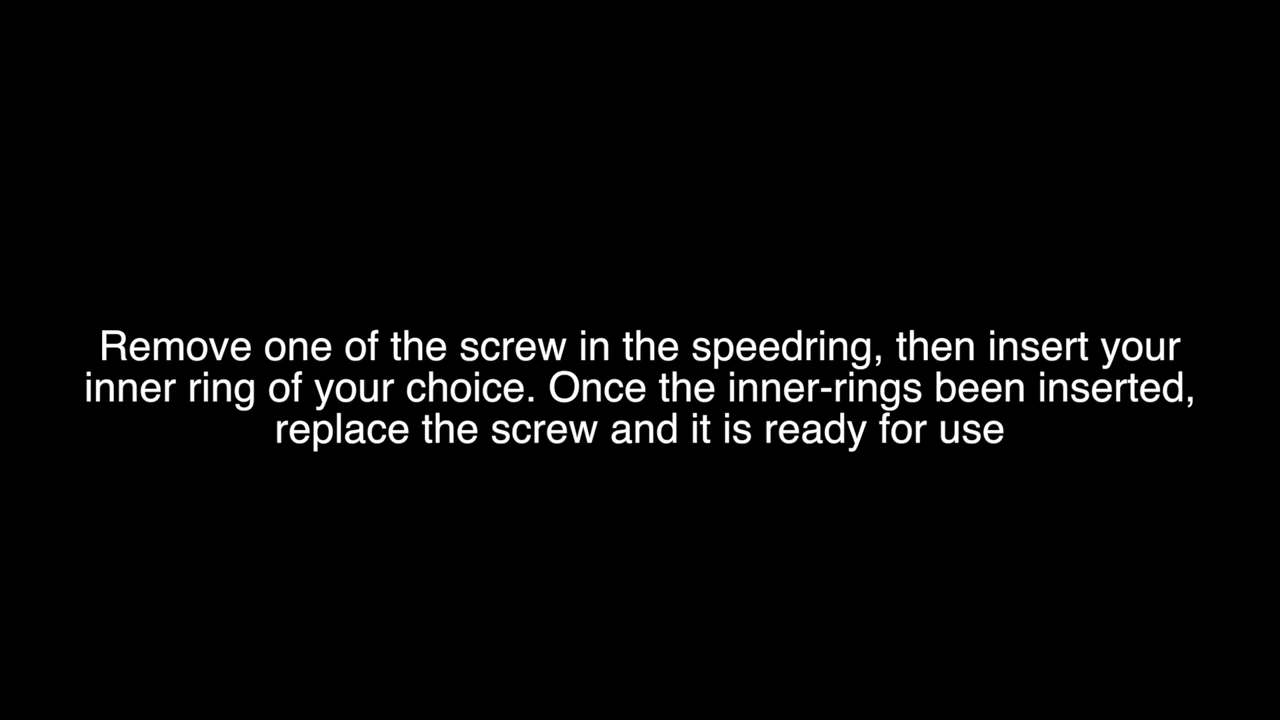 Remove one of the screw in the speedring, then insert your
inner ring of your choice. Once the inner-rings been inserted,
replace the screw and it is ready for use